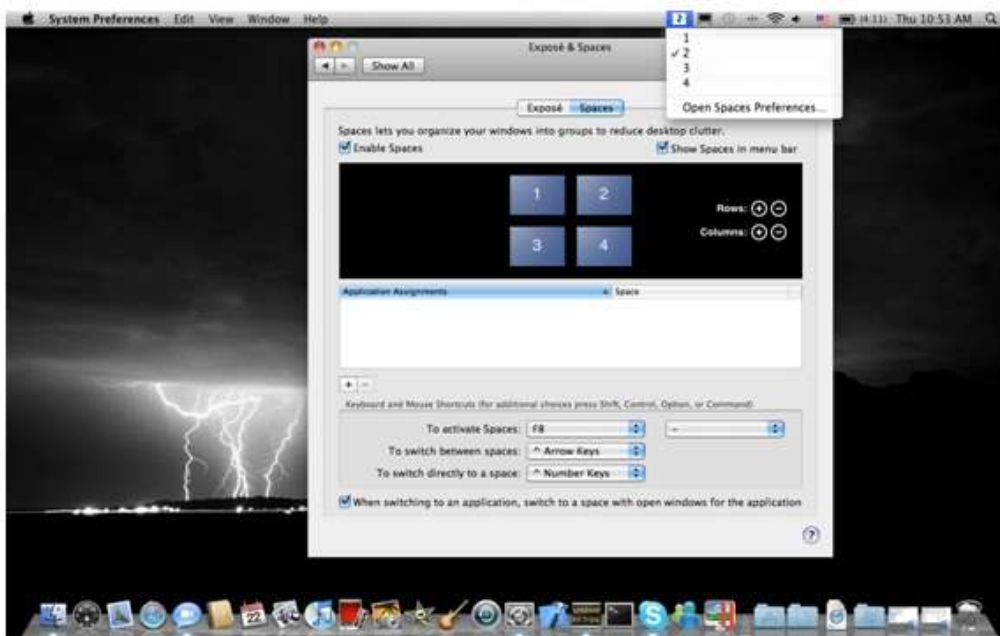 System Preferences Edit View Window Help
2 (4:11) Thu 10:53 AM
1
✓ 2
3
4
Open Spaces Preferences...
Exposé & Spaces
Show All
Exposé Spaces
Spaces lets you organize your windows into groups to reduce desktop clutter.
Enable Spaces Show Spaces in menu bar
1 2
Rows:
Columns:
3 4
Application Assignments Space
+ -
Keyboard and Mouse Shortcuts (for additional choices press Shift, Control, Option, or Command)
To activate Spaces: F8 -
To switch between spaces: ^ Arrow Keys
To switch directly to a space: ^ Number Keys
When switching to an application, switch to a space with open windows for the application
?
22